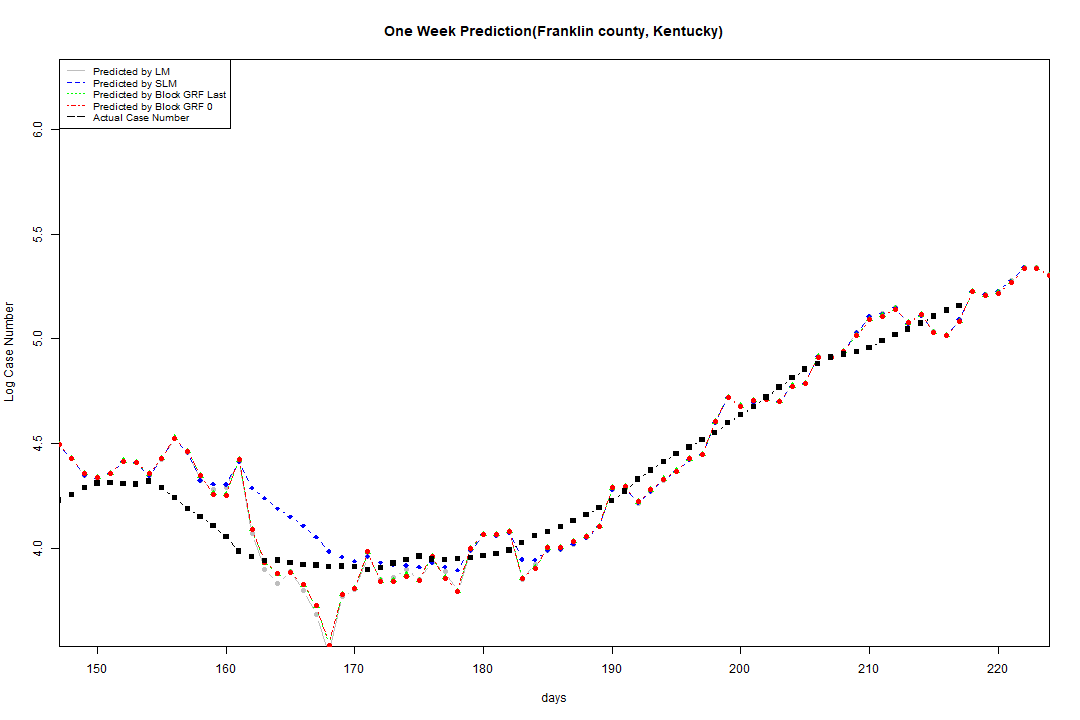 One Week Prediction(Franklin county, Kentucky)
Predicted by LM
Predicted by SLM
Predicted by Block GRF Last
Predicted by Block GRF 0
Actual Case Number
6.0
5.5
5.0
4.5
4.0
Log Case Number
150 160 170 180 190 200 210 220
days